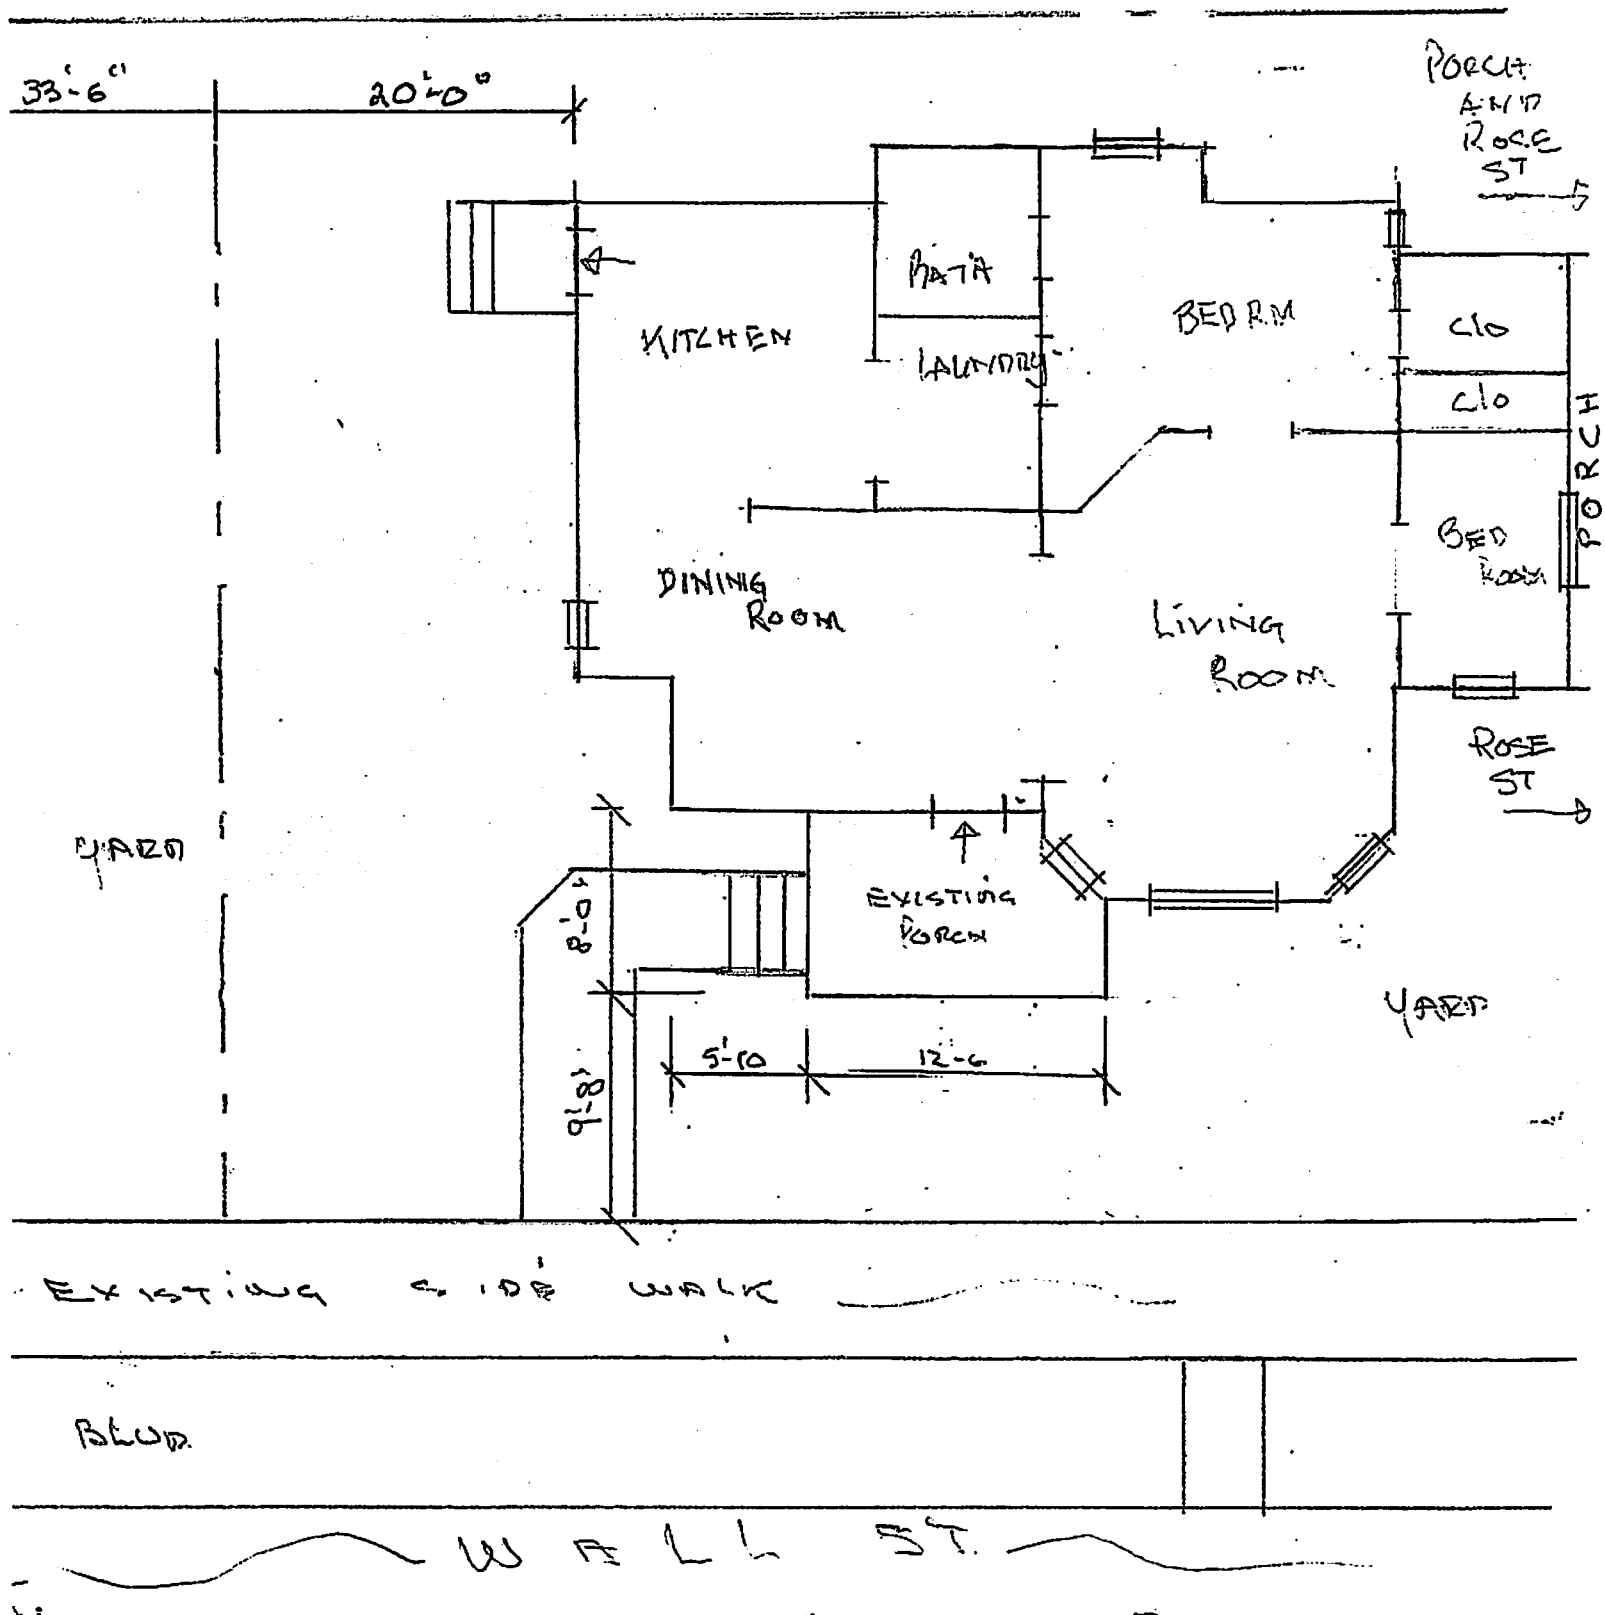 33'-6"
20'-0"
PORCH
AND
ROSE
ST
BATH
BED RM
KITCHEN
LAUNDRY
clo
clo
PORCH
BED
ROOM
DINING
ROOM
LIVING
ROOM
ROSE
ST
YARD
EXISTING
PORCH
8'-0"
YARD
5'-10
12-6
9'-8"
EXISTING SIDE WALK
BLVD.
WALL ST.